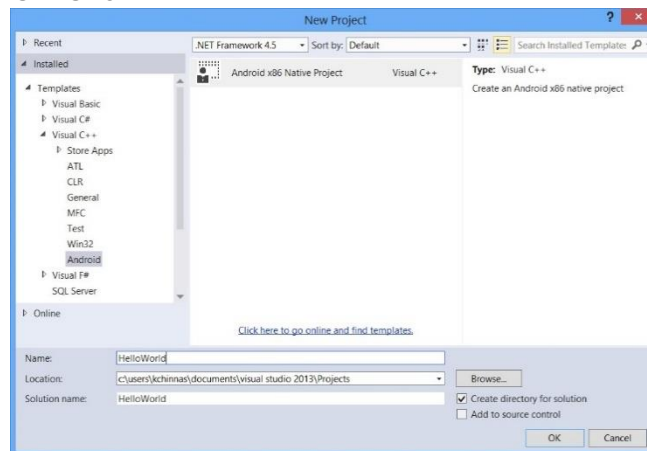 New Project
Recent
.NET Framework 4.5 Sort by: Default Search Installed Template:
Installed
Android x86 Native Project Visual C++ Type: Visual C++
Create an Android x86 native project
Templates
Visual Basic
Visual C#
Visual C++
Store Apps
ATL
CLR
General
MFC
Test
Win32
Android
Visual F#
SQL Server
Online
Click here to go online and find templates.
Name: HelloWorld
Location: c:\users\kchinnas\documents\visual studio 2013\Projects Browse...
Solution name: HelloWorld Create directory for solution
Add to source control
OK Cancel